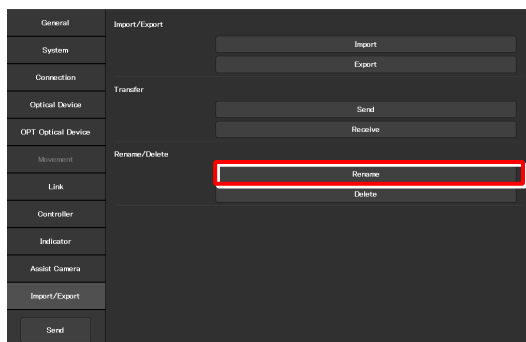 General
System
Connection
Optical Device
OPT Optical Device
Movement
Link
Controller
Indicator
Assist Camera
Import/Export
Send
Import/Export
Import
Export
Transfer
Send
Receive
Rename/Delete
Rename
Delete